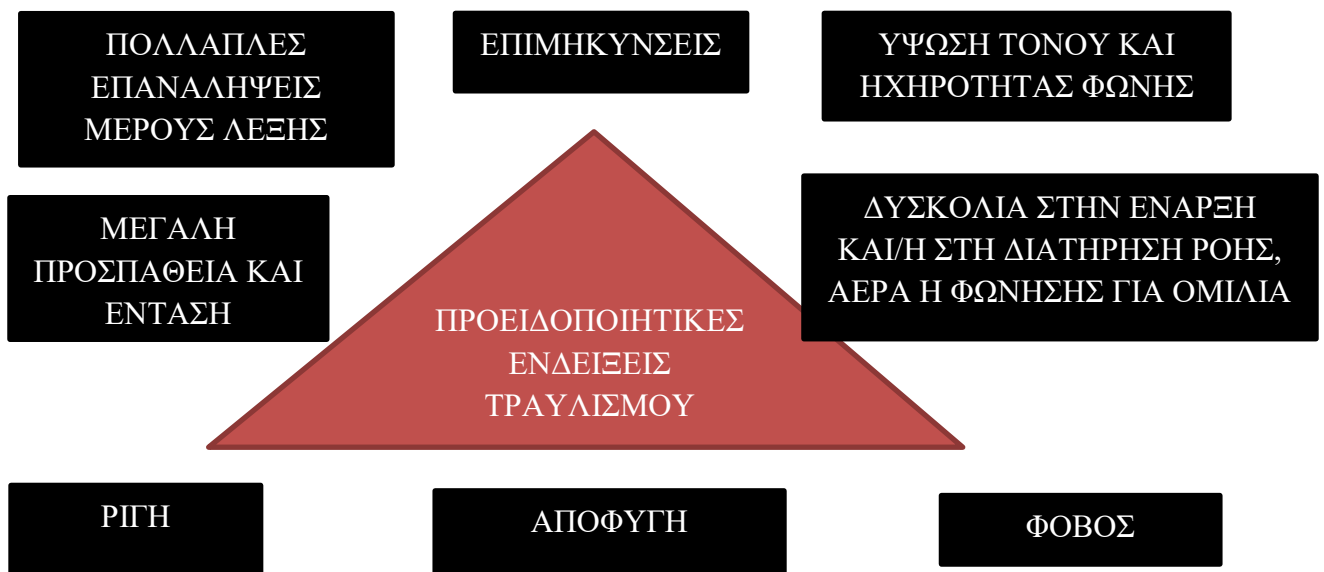 ΠΟΛΛΑΠΛΕΣ
ΕΠΑΝΑΛΗΨΕΙΣ
ΜΕΡΟΥΣ ΛΕΞΗΣ
ΕΠΙΜΗΚΥΝΣΕΙΣ
ΥΨΩΣΗ ΤΟΝΟΥ ΚΑΙ
ΗΧΗΡΟΤΗΤΑΣ ΦΩΝΗΣ
ΜΕΓΑΛΗ
ΠΡΟΣΠΑΘΕΙΑ ΚΑΙ
ΕΝΤΑΣΗ
ΔΥΣΚΟΛΙΑ ΣΤΗΝ ΕΝΑΡΞΗ
ΚΑΙ/Η ΣΤΗ ΔΙΑΤΗΡΗΣΗ ΡΟΗΣ,
ΑΕΡΑ Η ΦΩΝΗΣΗΣ ΓΙΑ ΟΜΙΛΙΑ
ΠΡΟΕΙΔΟΠΟΙΗΤΙΚΕΣ
ΕΝΔΕΙΞΕΙΣ
ΤΡΑΥΛΙΣΜΟΥ
ΡΙΓΗ
ΑΠΟΦΥΓΗ
ΦΟΒΟΣ